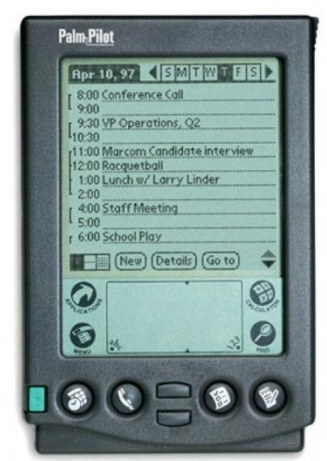 Palm-Pilot
Apr 10, 97 S M T W T F S
8:00 Conference Call
9:00
9:30 VP Operations, Q2
10:30
11:00 Marcom Candidate interview
12:00 Racquetball
1:00 Lunch w/ Larry Linder
2:00
4:00 Staff Meeting
5:00
6:00 School Play
New Details Go to
APPLICATIONS CALCULATOR
MENU FIND